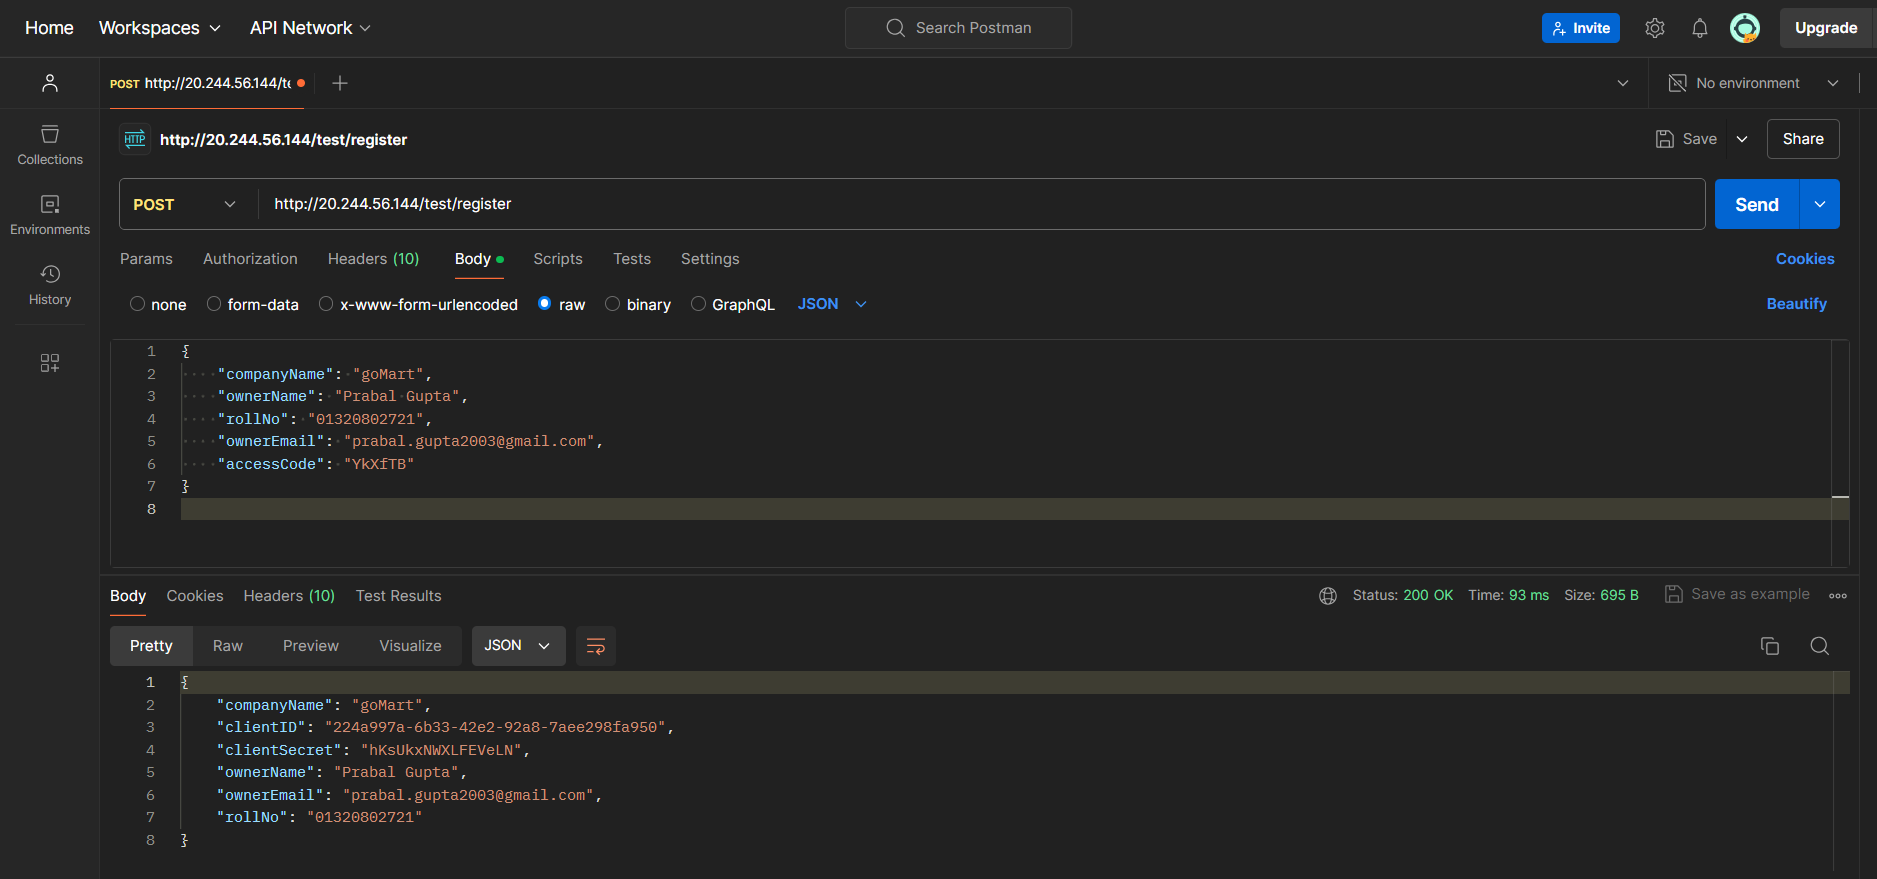 Home Workspaces API Network Search Postman Invite Upgrade
POST http://20.244.56.144/te No environment
HTTP http://20.244.56.144/test/register Save Share
Collections
Environments
History
POST http://20.244.56.144/test/register Send
Params Authorization Headers (10) Body Scripts Tests Settings Cookies
none form-data x-www-form-urlencoded raw binary GraphQL JSON Beautify
1 {
2 "companyName": "goMart",
3 "ownerName": "Prabal Gupta",
4 "rollNo": "01320802721",
5 "ownerEmail": "prabal.gupta2003@gmail.com",
6 "accessCode": "YkXfTB"
7 }
8
Body Cookies Headers (10) Test Results Status: 200 OK Time: 93 ms Size: 695 B Save as example
Pretty Raw Preview Visualize JSON
1 {
2 "companyName": "goMart",
3 "clientID": "224a997a-6b33-42e2-92a8-7aee298fa950",
4 "clientSecret": "hKsUkxNWXLFEVeLN",
5 "ownerName": "Prabal Gupta",
6 "ownerEmail": "prabal.gupta2003@gmail.com",
7 "rollNo": "01320802721"
8 }